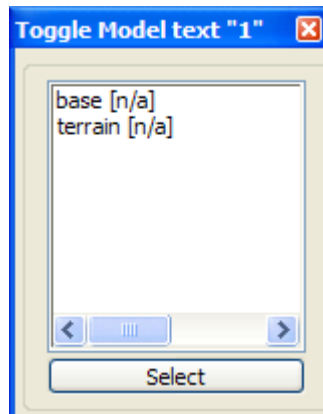 Toggle Model text "1"
base [n/a]
terrain [n/a]
Select